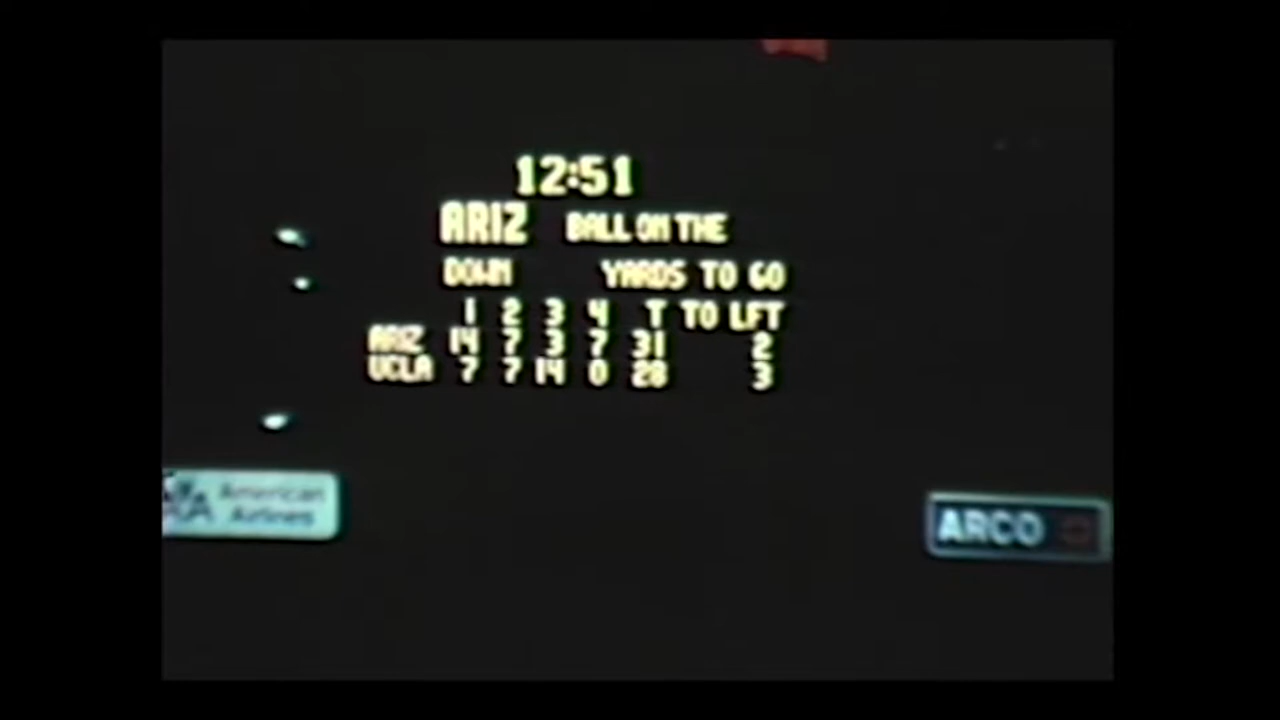 12:51
ARIZ BALL ON THE
DOWN YARDS TO GO
1 2 3 4 T TO LFT
ARIZ 14 7 3 7 31 2
UCLA 7 7 14 0 28 3
American
Airlines
ARCO